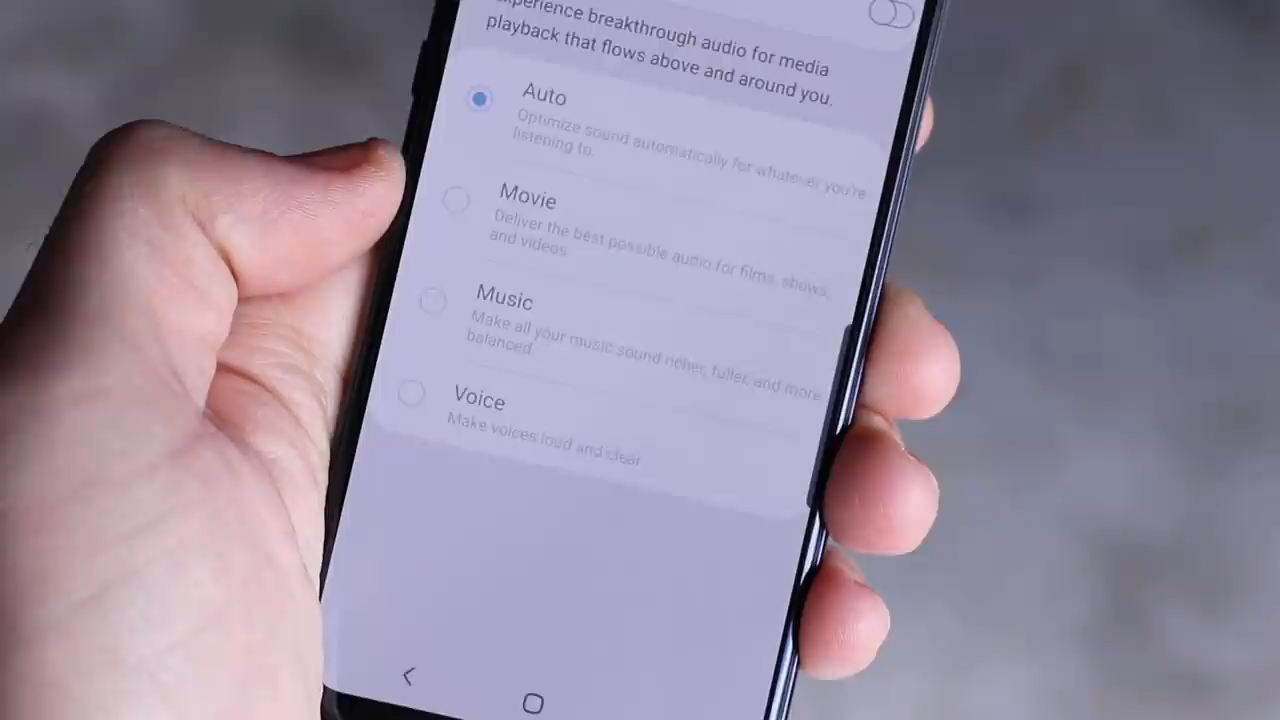 experience breakthrough audio for media
playback that flows above and around you.
Auto
Optimize sound automatically for whatever you're
listening to.
Movie
Deliver the best possible audio for films, shows,
and videos.
Music
Make all your music sound richer, fuller, and more
balanced.
Voice
Make voices loud and clear.